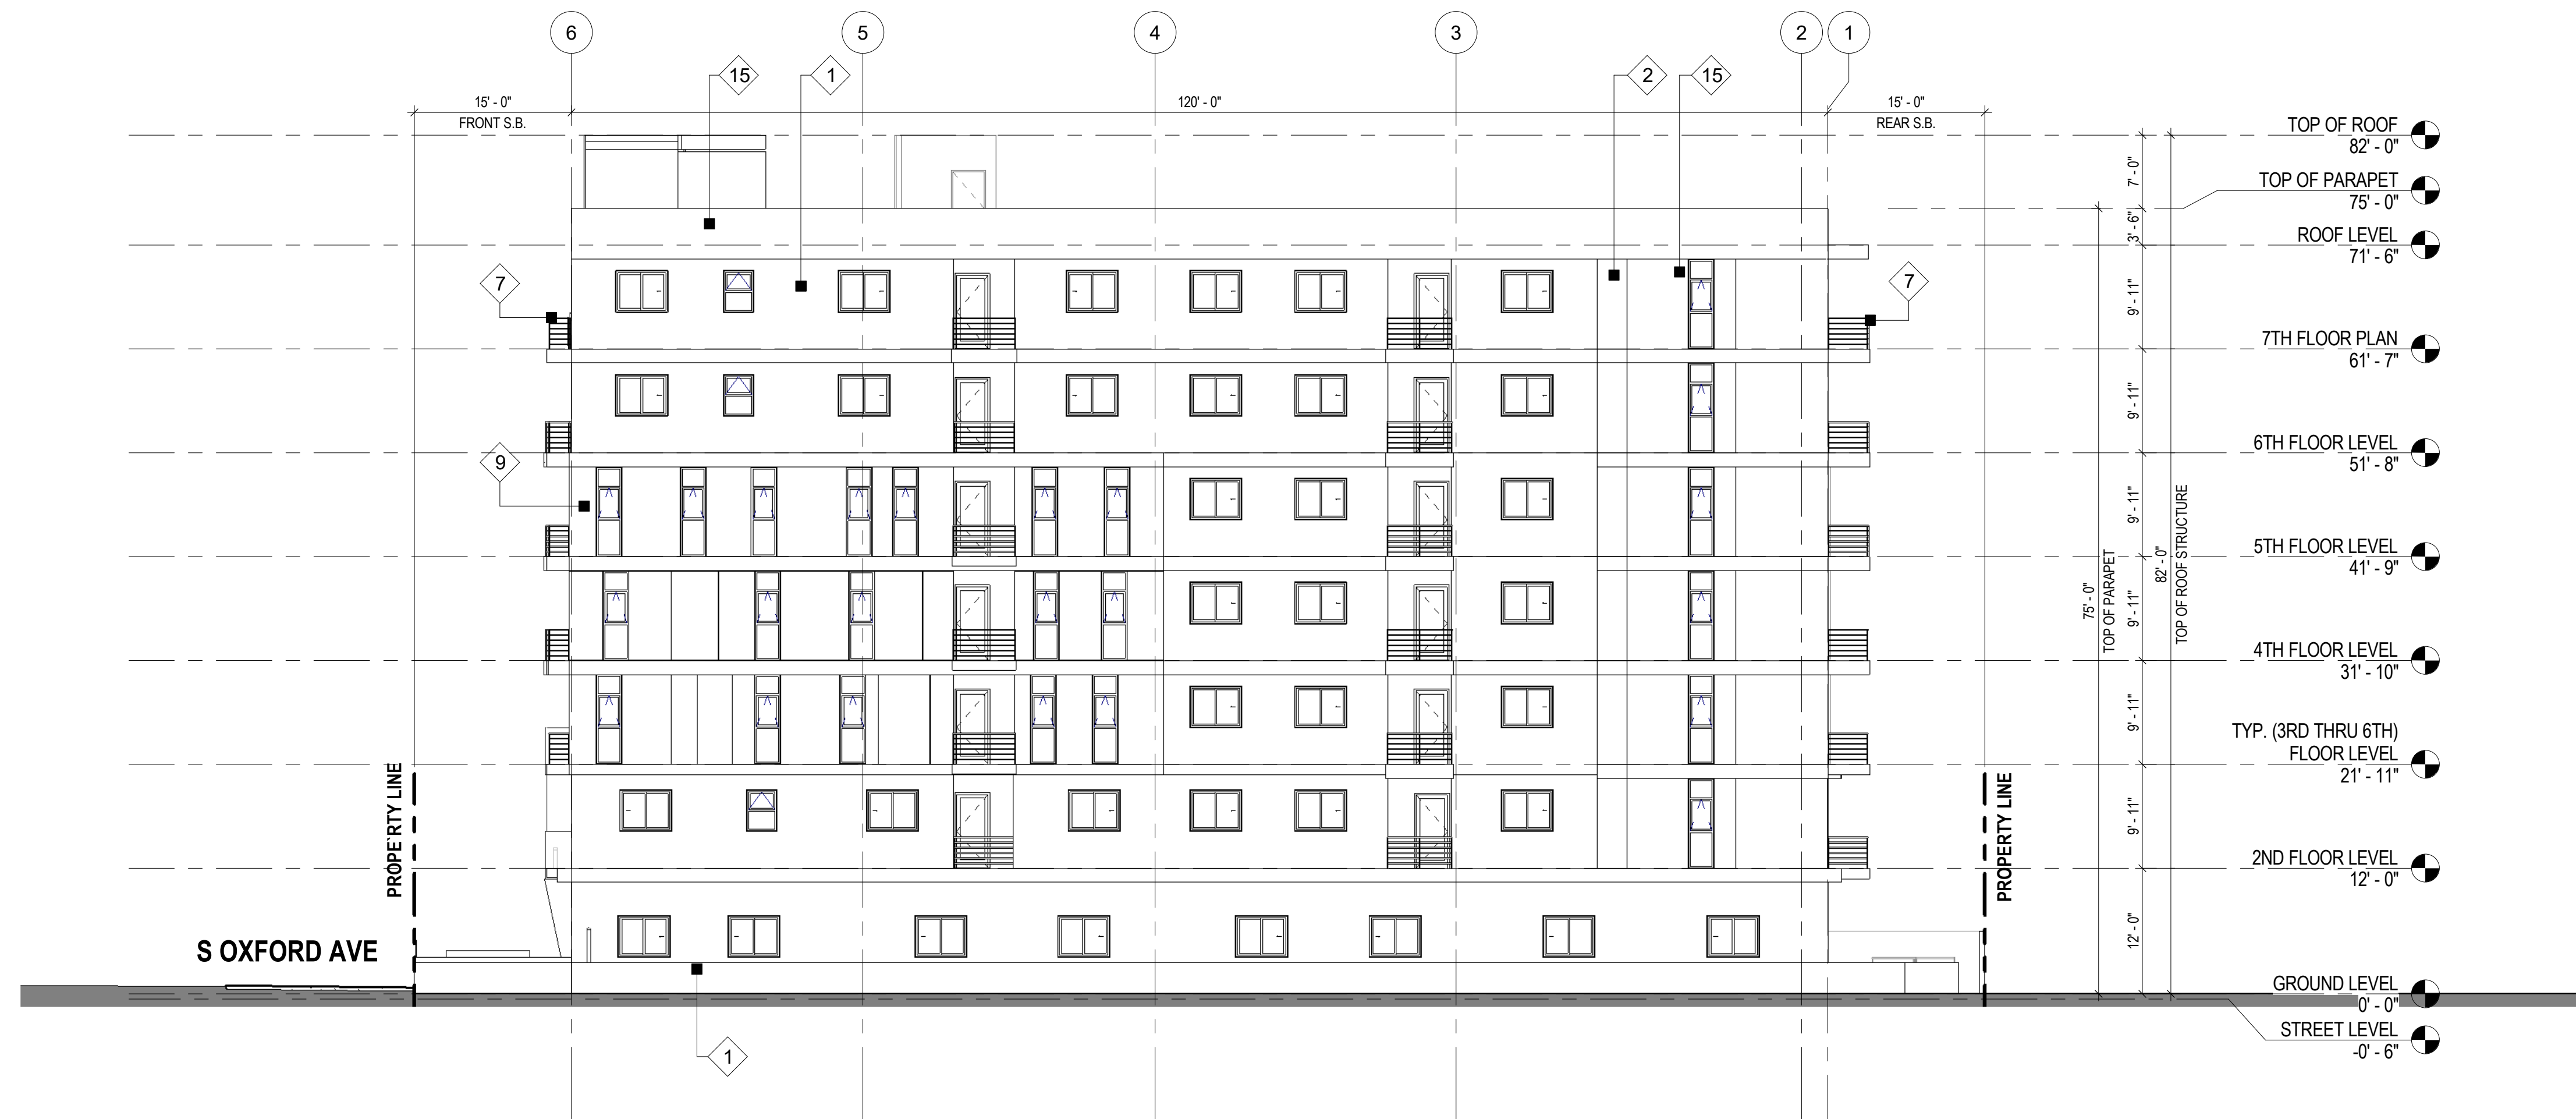 6
5
4
3
2
1
15
1
2
15
15' - 0"
FRONT S.B.
120' - 0"
15' - 0"
REAR S.B.
7
7
9
1
TOP OF ROOF
82' - 0"
TOP OF PARAPET
75' - 0"
ROOF LEVEL
71' - 6"
7TH FLOOR PLAN
61' - 7"
6TH FLOOR LEVEL
51' - 8"
5TH FLOOR LEVEL
41' - 9"
4TH FLOOR LEVEL
31' - 10"
TYP. (3RD THRU 6TH)
FLOOR LEVEL
21' - 11"
2ND FLOOR LEVEL
12' - 0"
GROUND LEVEL
0' - 0"
STREET LEVEL
-0' - 6"
7' - 0"
3' - 6"
9' - 11"
9' - 11"
9' - 11"
9' - 11"
9' - 11"
9' - 11"
12' - 0"
75' - 0"
TOP OF PARAPET
82' - 0"
TOP OF ROOF STRUCTURE
PROPERTY LINE
PROPERTY LINE
S OXFORD AVE